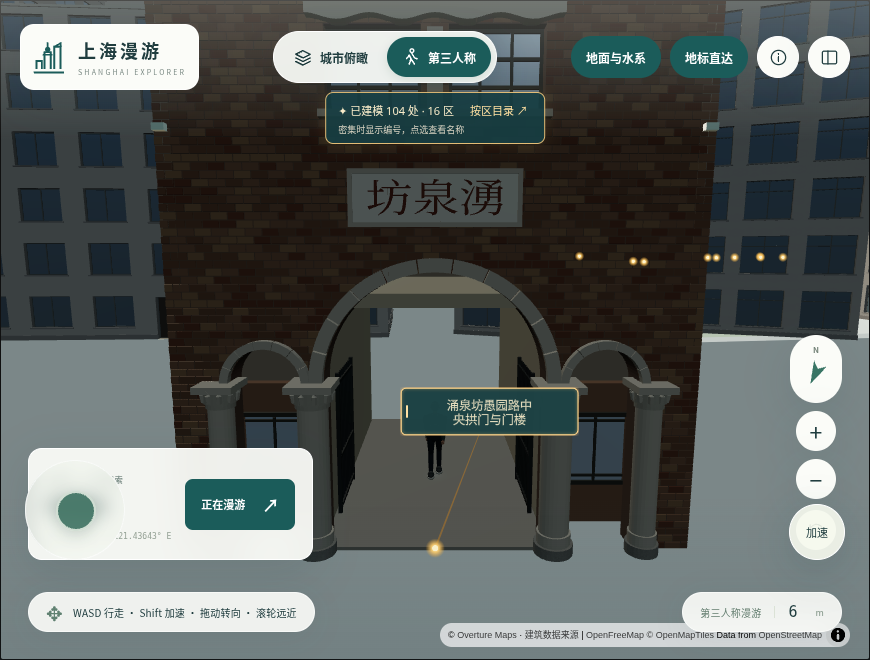 上海漫游
SHANGHAI EXPLORER
城市俯瞰
第三人称
地面与水系
地标直达
✦ 已建模 104 处 · 16 区 按区目录 ↗
密集时显示编号，点选查看名称
坊泉湧
涌泉坊愚园路中
央拱门与门楼
N
+
−
加速
索
正在漫游 ↗
.21.43643° E
WASD 行走 · Shift 加速 · 拖动转向 · 滚轮远近
第三人称漫游 6 m
© Overture Maps · 建筑数据来源 | OpenFreeMap © OpenMapTiles Data from OpenStreetMap